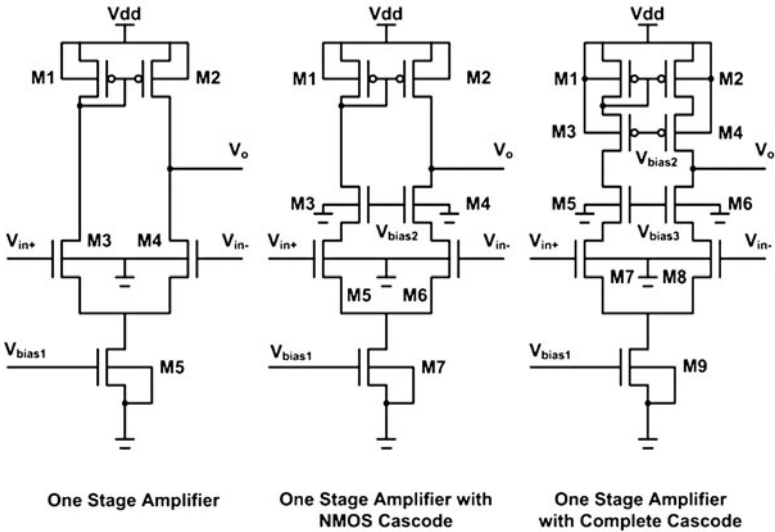 Vdd
M1
M2
Vo
M3
M4
Vin+
Vin-
Vbias1
M5
One Stage Amplifier
Vdd
M1
M2
Vo
M3
M4
Vbias2
Vin+
Vin-
M5
M6
Vbias1
M7
One Stage Amplifier with
NMOS Cascode
Vdd
M1
M2
M3
M4
Vbias2
Vo
M5
M6
Vbias3
Vin+
Vin-
M7
M8
Vbias1
M9
One Stage Amplifier
with Complete Cascode